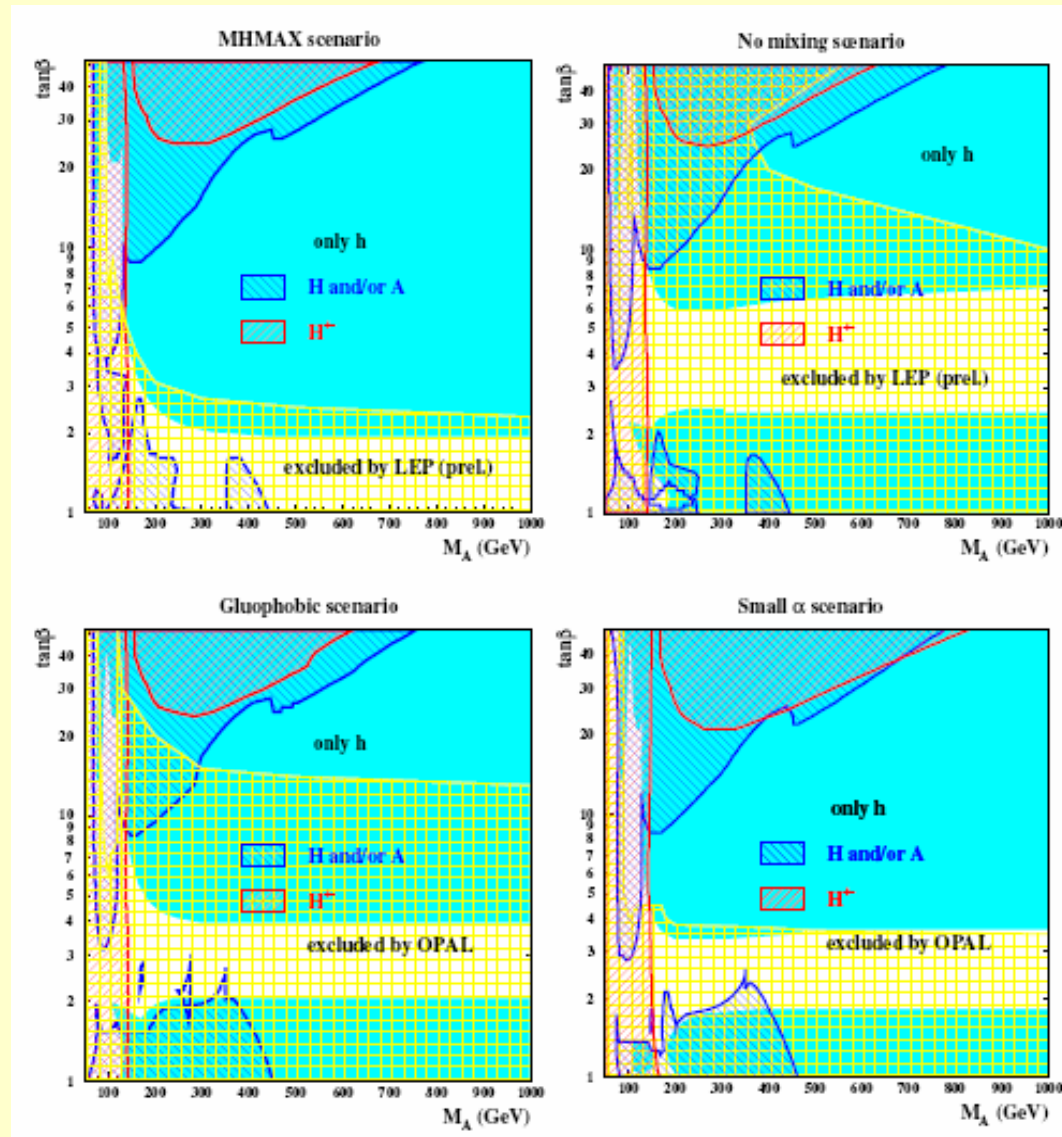 MHMAX scenario
tanβ
40
30
20
10
9
8
7
6
5
4
3
2
1
only h
H and/or A
H⁺
excluded by LEP (prel.)
100 200 300 400 500 600 700 800 900 1000
M_A (GeV)
No mixing scenario
tanβ
40
30
20
10
9
8
7
6
5
4
3
2
1
only h
H and/or A
H⁺
excluded by LEP (prel.)
100 200 300 400 500 600 700 800 900 1000
M_A (GeV)
Gluophobic scenario
tanβ
40
30
20
10
9
8
7
6
5
4
3
2
1
only h
H and/or A
H⁺
excluded by OPAL
100 200 300 400 500 600 700 800 900 1000
M_A (GeV)
Small α scenario
tanβ
40
30
20
10
9
8
7
6
5
4
3
2
1
only h
H and/or A
H⁺
excluded by OPAL
100 200 300 400 500 600 700 800 900 1000
M_A (GeV)